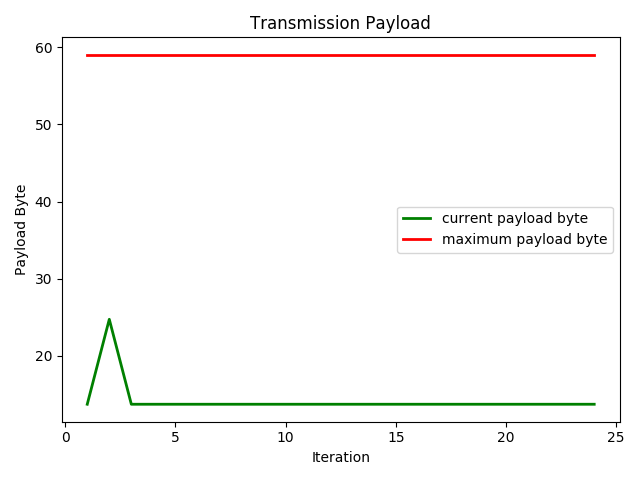 Transmission Payload
60
50
40
30
20
Payload Byte
current payload byte
maximum payload byte
0 5 10 15 20 25
Iteration